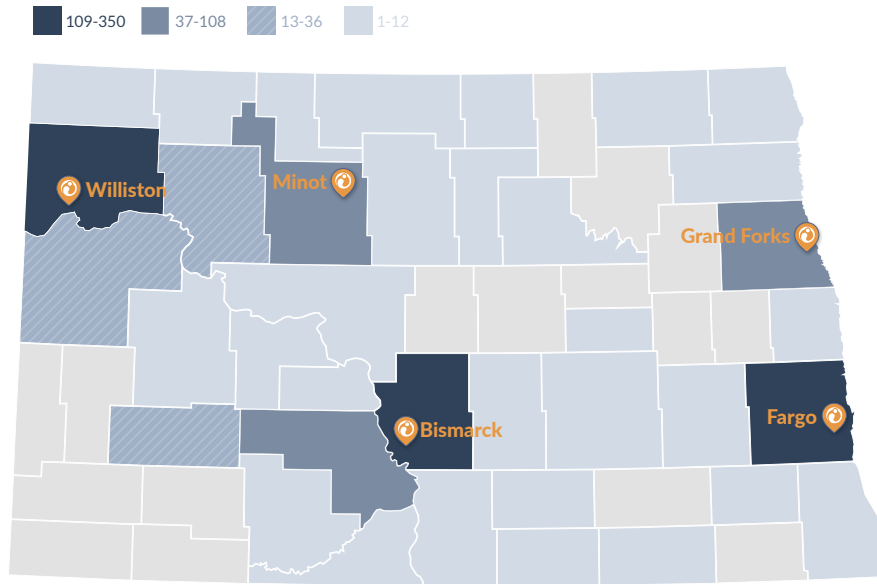 109-350 37-108 13-36 1-12
Minot
Williston
Grand Forks
Fargo
Bismarck